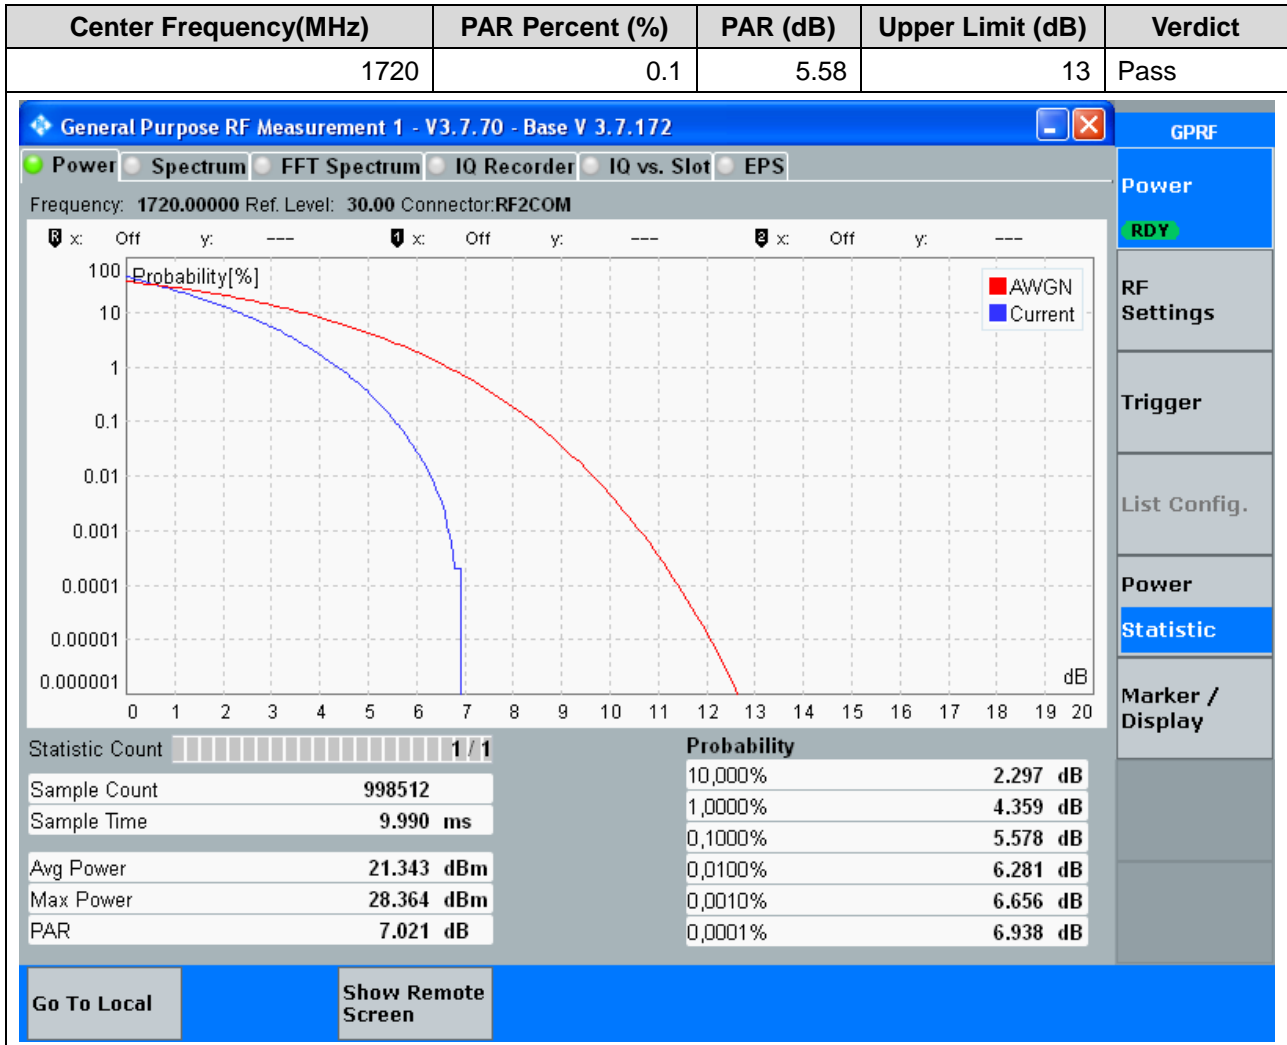 Center Frequency(MHz) PAR Percent (%) PAR (dB) Upper Limit (dB) Verdict
1720 0.1 5.58 13 Pass
General Purpose RF Measurement 1 - V3.7.70 - Base V 3.7.172
GPRF
Power Spectrum FFT Spectrum IQ Recorder IQ vs. Slot EPS
Power
RDY
Frequency: 1720.00000 Ref. Level: 30.00 Connector:RF2COM
R x: Off y: --- 1 x: Off y: --- 2 x: Off y: ---
Probability[%]
AWGN
Current
100
10
1
0.1
0.01
0.001
0.0001
0.00001
0.000001
dB
0 1 2 3 4 5 6 7 8 9 10 11 12 13 14 15 16 17 18 19 20
RF
Settings
Trigger
List Config.
Power
Statistic
Marker /
Display
Statistic Count 1 / 1
Sample Count 998512
Sample Time 9.990 ms
Avg Power 21.343 dBm
Max Power 28.364 dBm
PAR 7.021 dB
Probability
10,000% 2.297 dB
1,0000% 4.359 dB
0,1000% 5.578 dB
0,0100% 6.281 dB
0,0010% 6.656 dB
0,0001% 6.938 dB
Go To Local
Show Remote
Screen